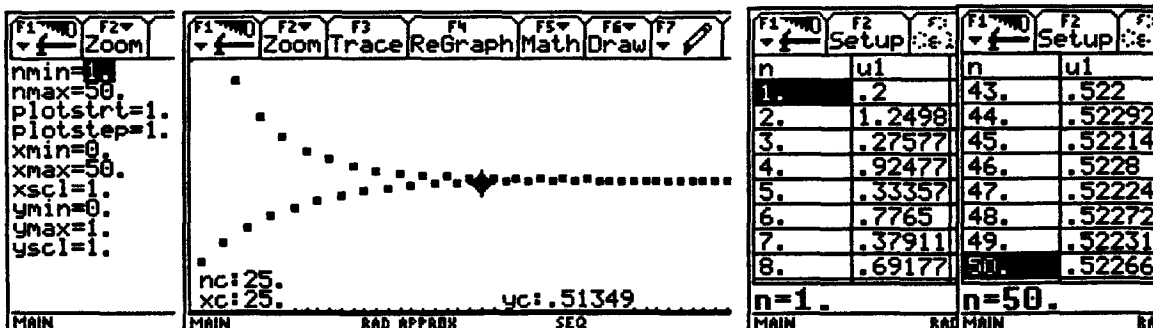 F1 F2
Zoom
nmin=1.
nmax=50.
plotstrt=1.
plotstep=1.
xmin=0.
xmax=50.
xscl=1.
ymin=0.
ymax=1.
yscl=1.
MAIN
F1 F2 F3 F4 F5 F6 F7
Zoom Trace ReGraph Math Draw
nc:25.
xc:25. yc:.51349
MAIN RAD APPROX SEQ
F1 F2
Setup
n u1
1. .2
2. 1.2498
3. .27577
4. .92477
5. .33357
6. .7765
7. .37911
8. .69177
n=1.
MAIN RAD
F1 F2
Setup
n u1
43. .522
44. .52292
45. .52214
46. .5228
47. .52224
48. .52272
49. .52231
50. .52266
n=50.
MAIN